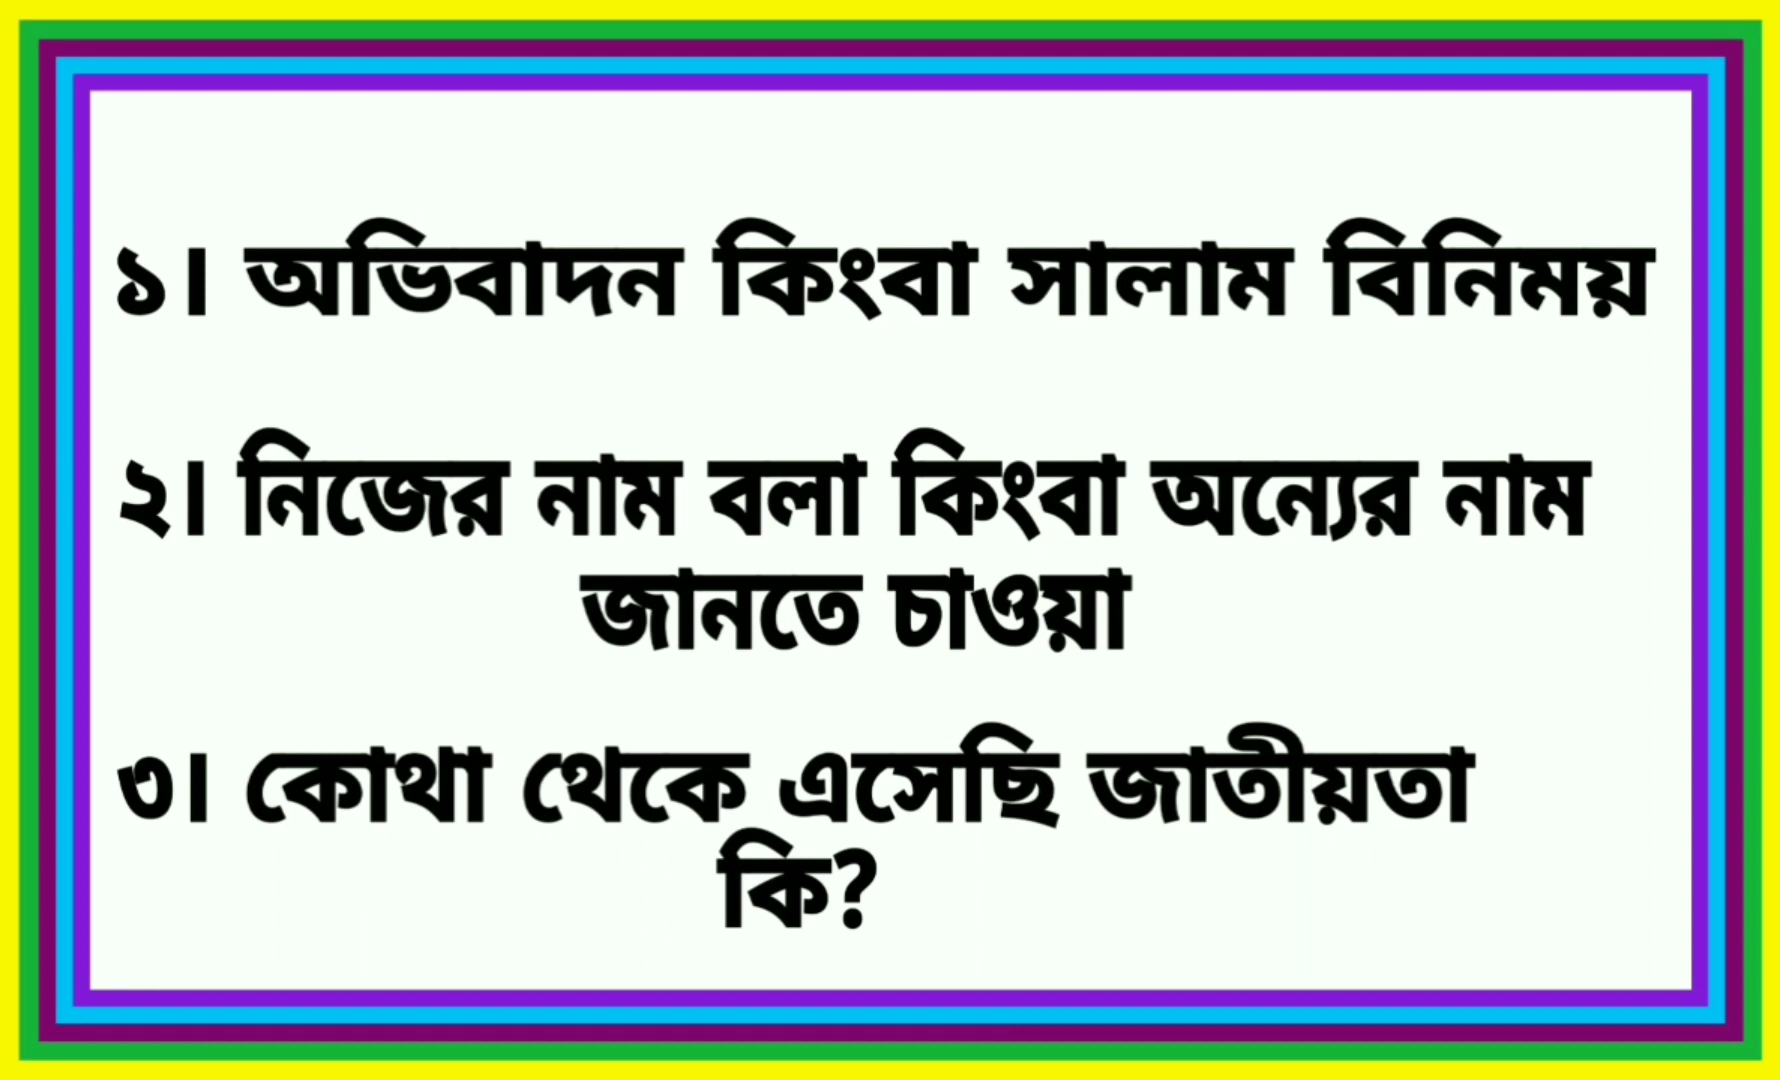 ১। অভিবাদন কিংবা সালাম বিনিময়
২। নিজের নাম বলা কিংবা অন্যের নাম
জানতে চাওয়া
৩। কোথা থেকে এসেছি জাতীয়তা
কি?